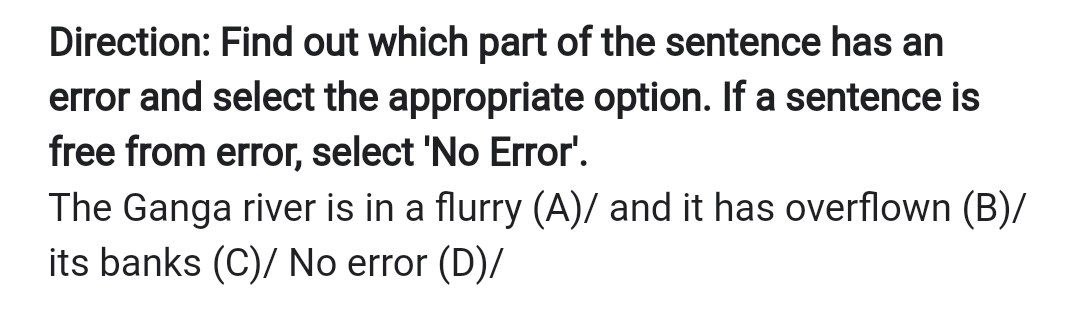 Direction: Find out which part of the sentence has an
error and select the appropriate option. If a sentence is
free from error, select 'No Error'.
The Ganga river is in a flurry (A)/ and it has overflown (B)/
its banks (C)/ No error (D)/